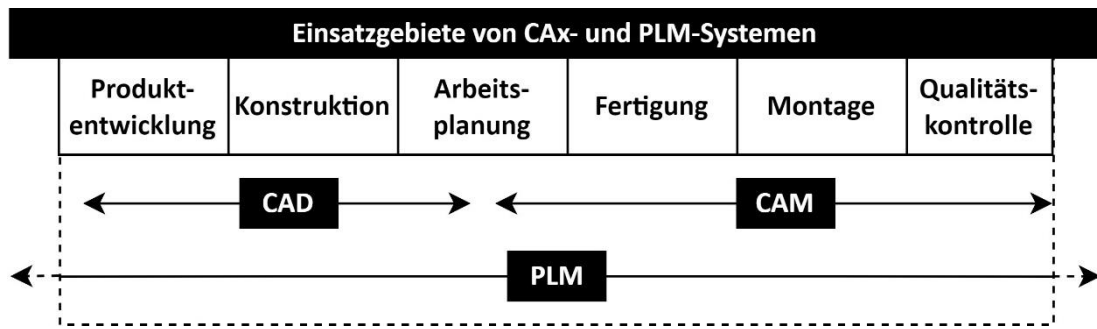 Einsatzgebiete von CAx- und PLM-Systemen
Produkt-
entwicklung
Konstruktion
Arbeits-
planung
Fertigung
Montage
Qualitäts-
kontrolle
CAD
CAM
PLM